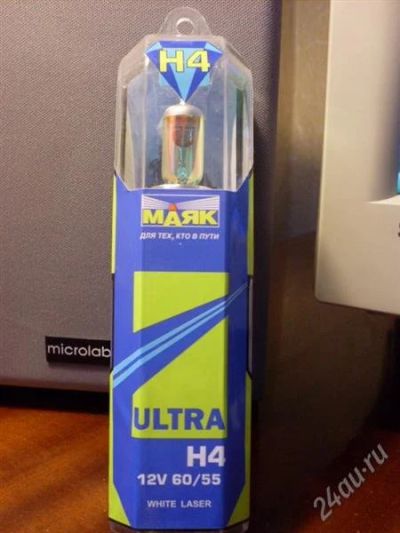 H4
МАЯК
ДЛЯ ТЕХ, КТО В ПУТИ
microlab
ULTRA
H4
12V 60/55
WHITE LASER
24au.ru